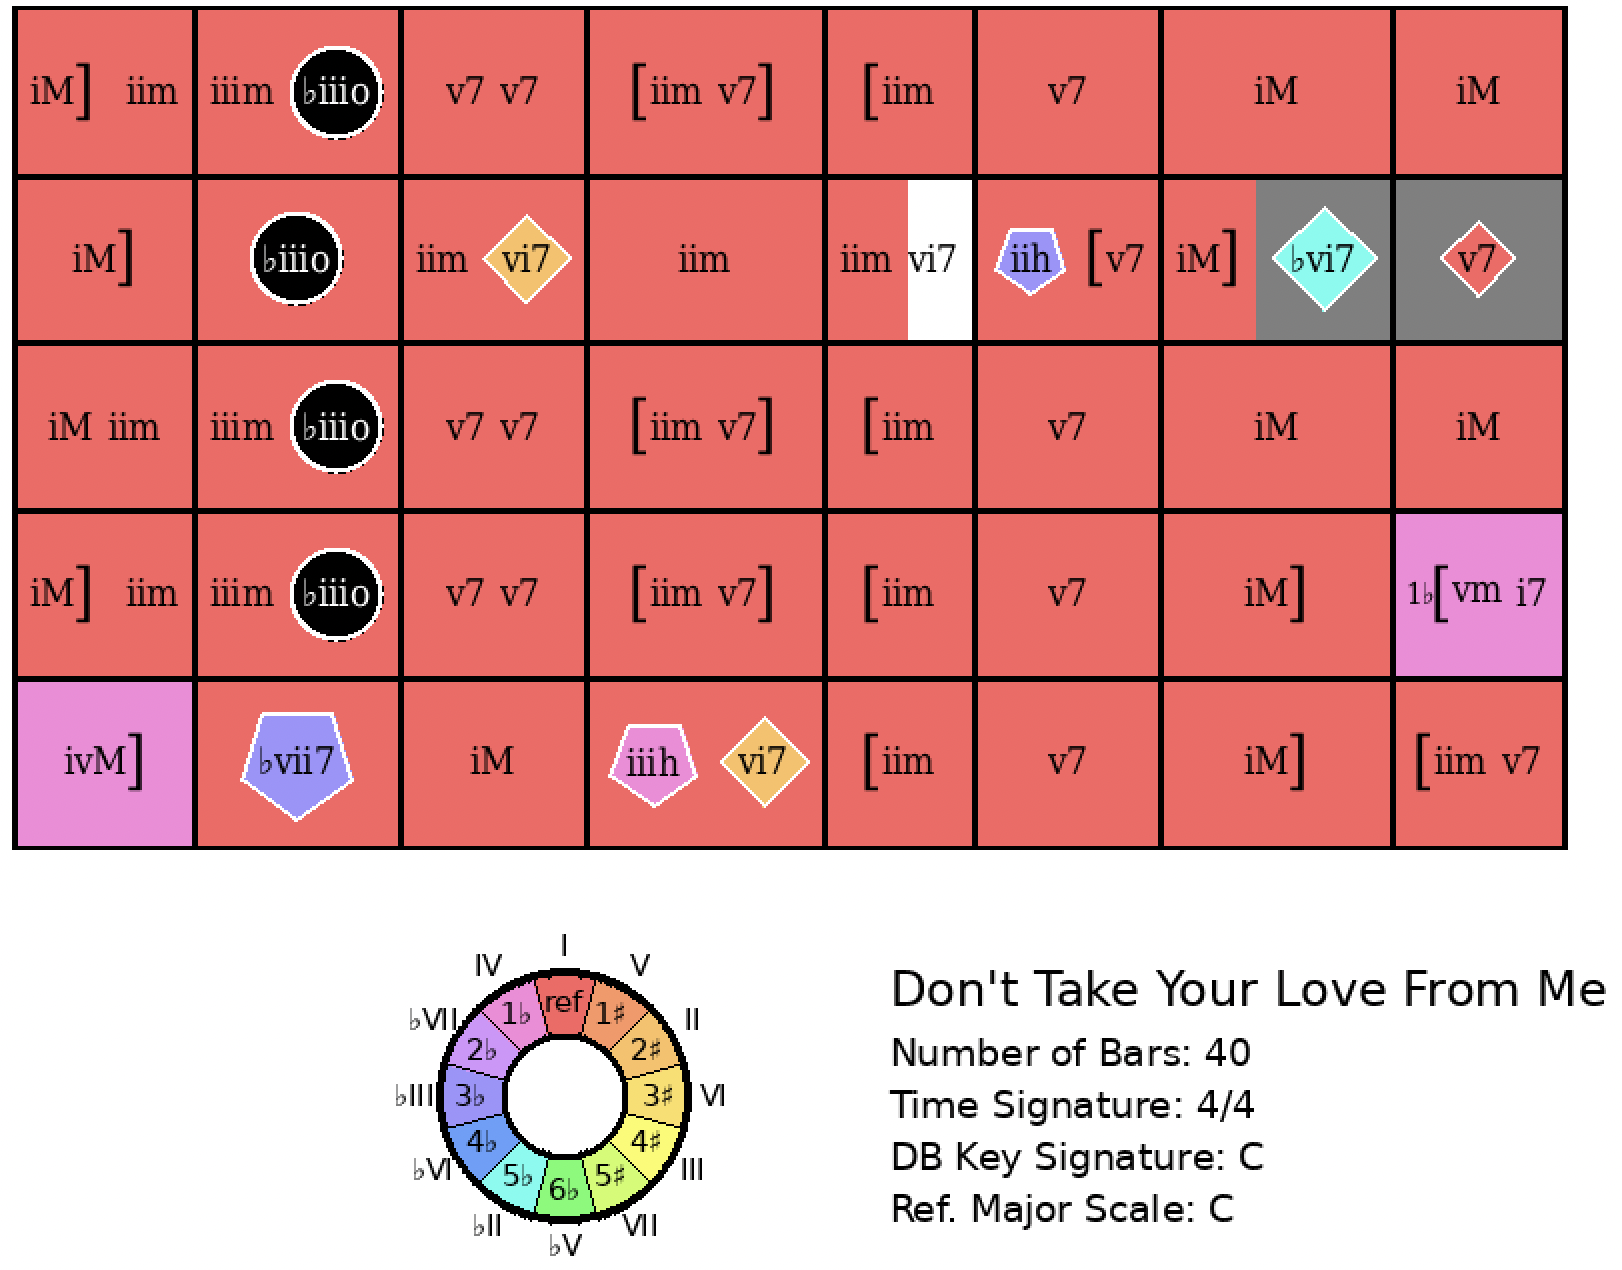 iM] iim iiim ♭iiio v7 v7 [iim v7] [iim v7 iM iM
iM] ♭iiio iim vi7 iim iim vi7 iih [v7 iM] ♭vi7 v7
iM iim iiim ♭iiio v7 v7 [iim v7] [iim v7 iM iM
iM] iim iiim ♭iiio v7 v7 [iim v7] [iim v7 iM] 1♭[vm i7
ivM] ♭vii7 iM iiih vi7 [iim v7 iM] [iim v7
I
IV V
ref
1♭ 1♯
♭VII II
2♭ 2♯
♭III 3♭ 3♯ VI
4♭ 4♯
♭VI III
5♭ 5♯
6♭
♭II VII
♭V
Don't Take Your Love From Me
Number of Bars: 40
Time Signature: 4/4
DB Key Signature: C
Ref. Major Scale: C